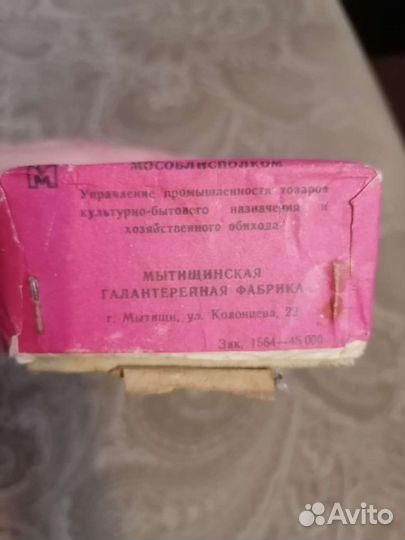 МОСОБЛИСПОЛКОМ
М
Управление промышленности товаров
культурно-бытового назначения и
хозяйственного обихода
МЫТИЩИНСКАЯ
ГАЛАНТЕРЕЙНАЯ ФАБРИКА
г. Мытищи, ул. Колонцева, 22
Зак. 1564—45 000
Avito